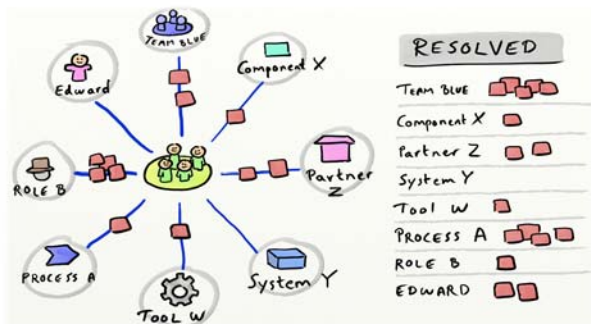 TEAM BLUE
Component X
Edward
ROLE B
Partner
Z
PROCESS A
TOOL W
System Y
RESOLVED
TEAM BLUE
Component X
Partner Z
SYSTEM Y
TOOL W
PROCESS A
ROLE B
EDWARD